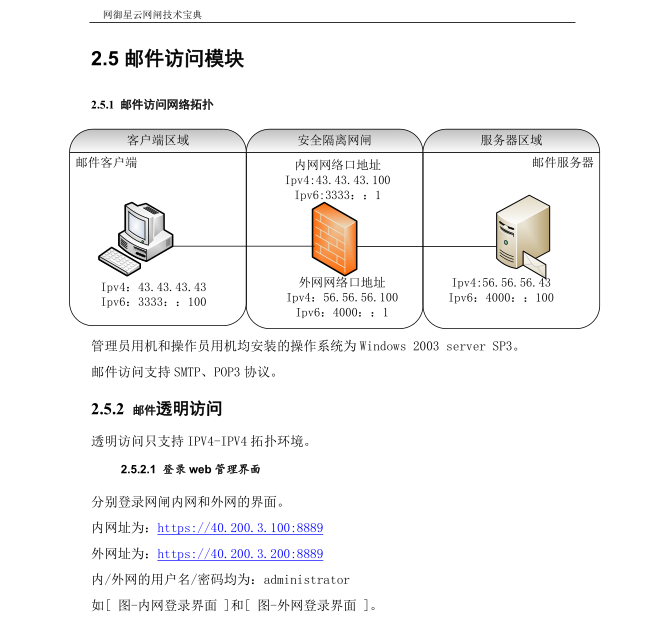 网御星云网闸技术宝典
2.5 邮件访问模块
2.5.1 邮件访问网络拓扑
客户端区域
安全隔离网闸
服务器区域
邮件客户端
内网网络口地址
Ipv4:43.43.43.100
Ipv6:3333：：1
邮件服务器
Ipv4：43.43.43.43
Ipv6：3333：：100
外网网络口地址
Ipv4：56.56.56.100
Ipv6：4000：：1
Ipv4:56.56.56.43
Ipv6：4000：：100
管理员用机和操作员用机均安装的操作系统为 Windows 2003 server SP3。
邮件访问支持 SMTP、POP3 协议。
2.5.2 邮件透明访问
透明访问只支持 IPV4-IPV4 拓扑环境。
2.5.2.1 登录 web 管理界面
分别登录网闸内网和外网的界面。
内网址为：https://40.200.3.100:8889
外网址为：https://40.200.3.200:8889
内/外网的用户名/密码均为：administrator
如[ 图-内网登录界面 ]和[ 图-外网登录界面 ]。